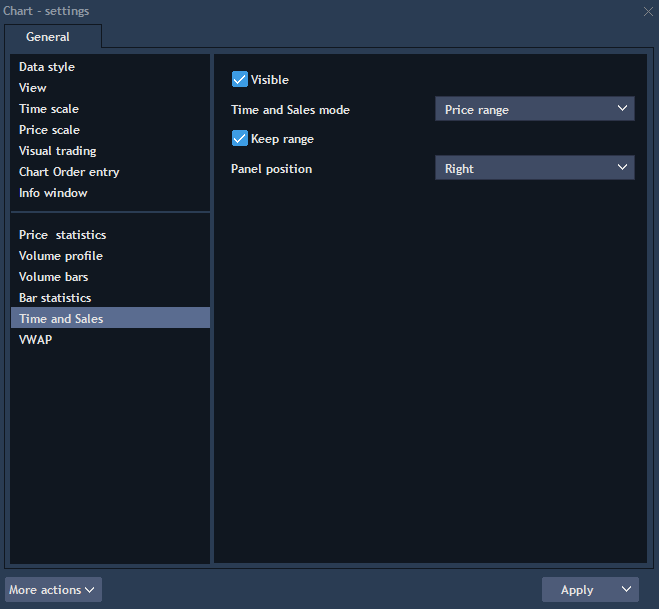 Chart - settings
General
Data style
View
Time scale
Price scale
Visual trading
Chart Order entry
Info window
Price statistics
Volume profile
Volume bars
Bar statistics
Time and Sales
VWAP
Visible
Time and Sales mode Price range
Keep range
Panel position Right
More actions Apply